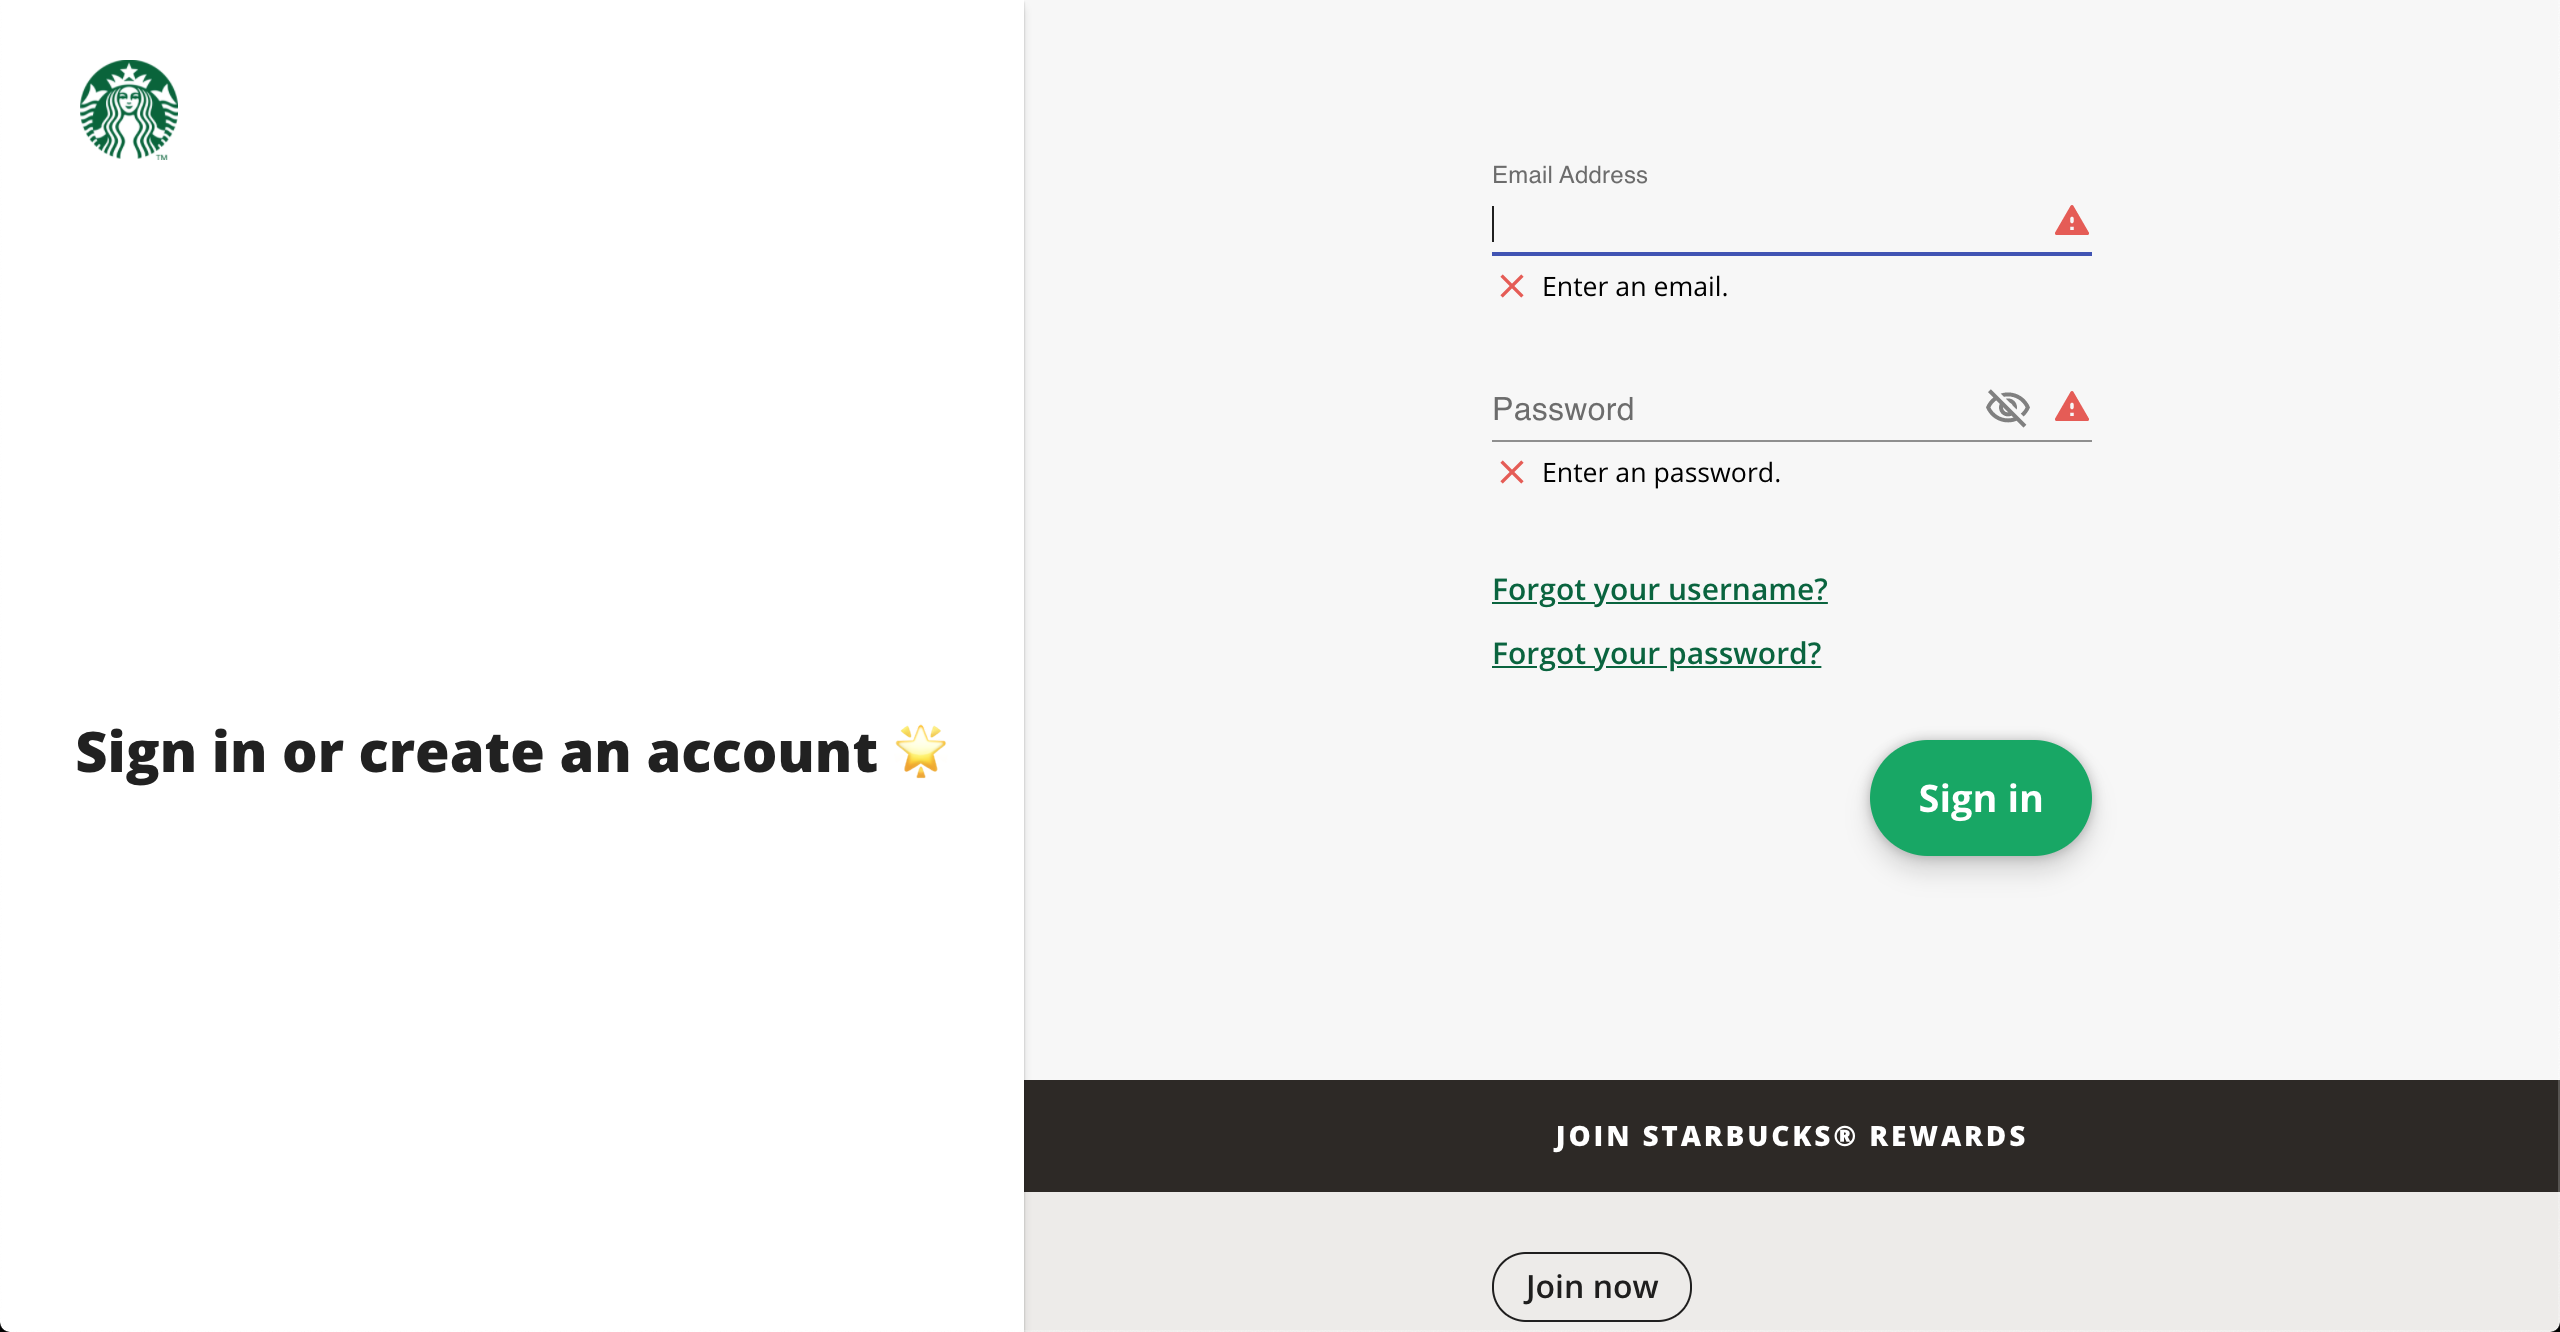 TM
Sign in or create an account 🌟
Email Address
Enter an email.
Password
Enter an password.
Forgot your username?
Forgot your password?
Sign in
JOIN STARBUCKS® REWARDS
Join now